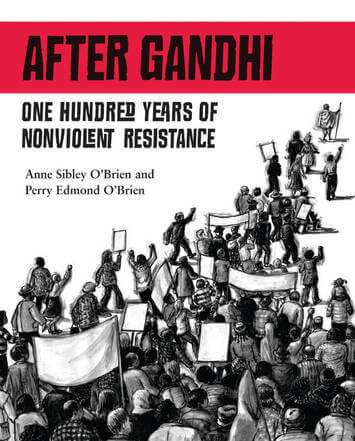 AFTER GANDHI
ONE HUNDRED YEARS OF
NONVIOLENT RESISTANCE
Anne Sibley O'Brien and
Perry Edmond O'Brien